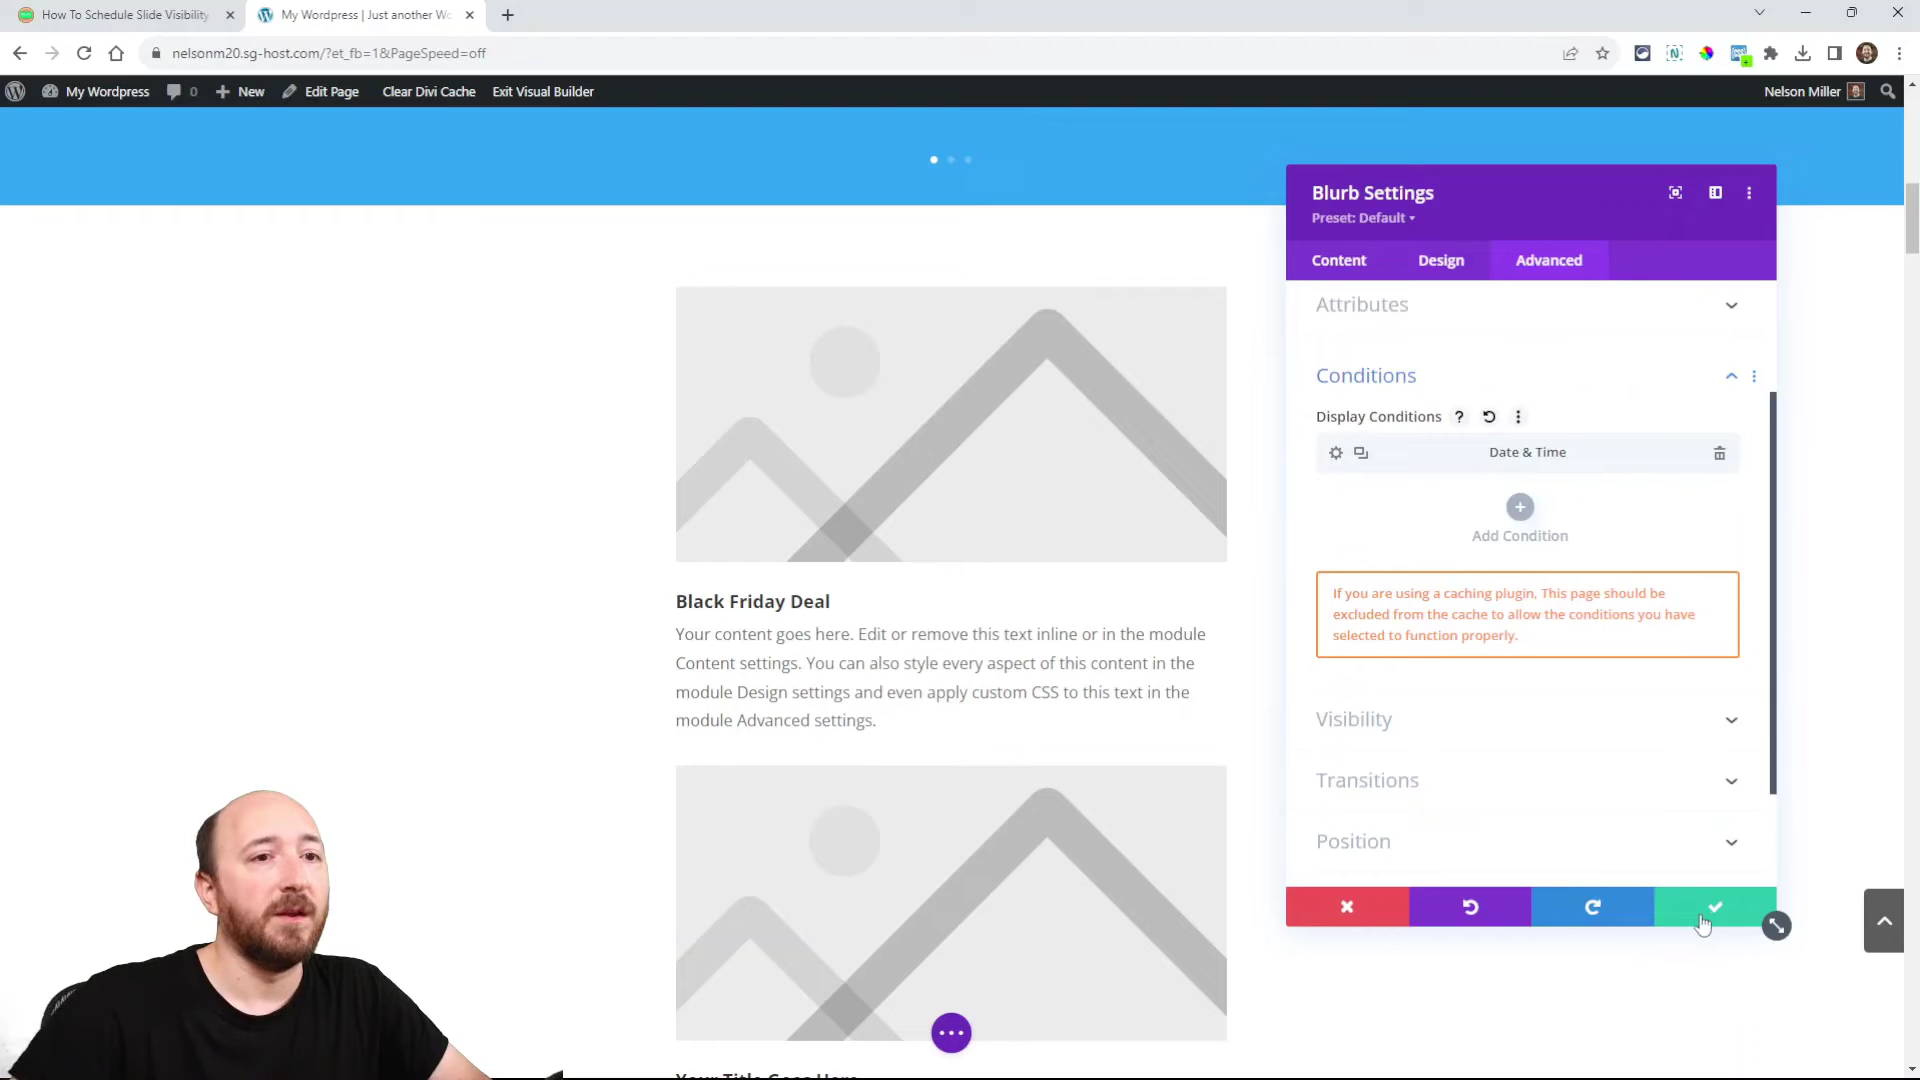 How To Schedule Slide Visibility
My Wordpress | Just another Wo
nelsonm20.sg-host.com/?et_fb=1&PageSpeed=off
My Wordpress
0
New
Edit Page
Clear Divi Cache
Exit Visual Builder
Nelson Miller
Blurb Settings
Preset: Default
Content
Design
Advanced
Attributes
Conditions
Display Conditions
Date & Time
Add Condition
If you are using a caching plugin, This page should be
excluded from the cache to allow the conditions you have
selected to function properly.
Visibility
Transitions
Position
Black Friday Deal
Your content goes here. Edit or remove this text inline or in the module
Content settings. You can also style every aspect of this content in the
module Design settings and even apply custom CSS to this text in the
module Advanced settings.
Your Title Goes Here